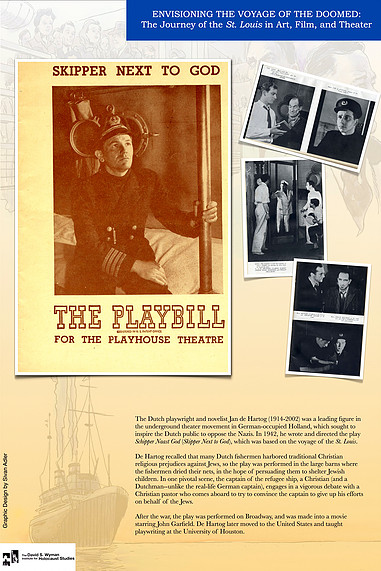 ENVISIONING THE VOYAGE OF THE DOOMED:
The Journey of the St. Louis in Art, Film, and Theater
SKIPPER NEXT TO GOD
THE PLAYBILL
FOR THE PLAYHOUSE THEATRE
The Dutch playwright and novelist Jan de Hartog (1914-2002) was a leading figure in
the underground theater movement in German-occupied Holland, which sought to
inspire the Dutch public to oppose the Nazis. In 1942, he wrote and directed the play
Schipper Naast God (Skipper Next to God), which was based on the voyage of the St. Louis.
De Hartog recalled that many Dutch fishermen harbored traditional Christian
religious prejudices against Jews, so the play was performed in the large barns where
the fishermen dried their nets, in the hope of persuading them to shelter Jewish
children. In one pivotal scene, the captain of the refugee ship, a Christian (and a
Dutchman—unlike the real-life German captain), engages in a vigorous debate with a
Christian pastor who comes aboard to try to convince the captain to give up his efforts
on behalf of the Jews.
After the war, the play was performed on Broadway, and was made into a movie
starring John Garfield. De Hartog later moved to the United States and taught
playwriting at the University of Houston.
Graphic Design by Sivan Adler
The David S. Wyman
Institute for Holocaust Studies